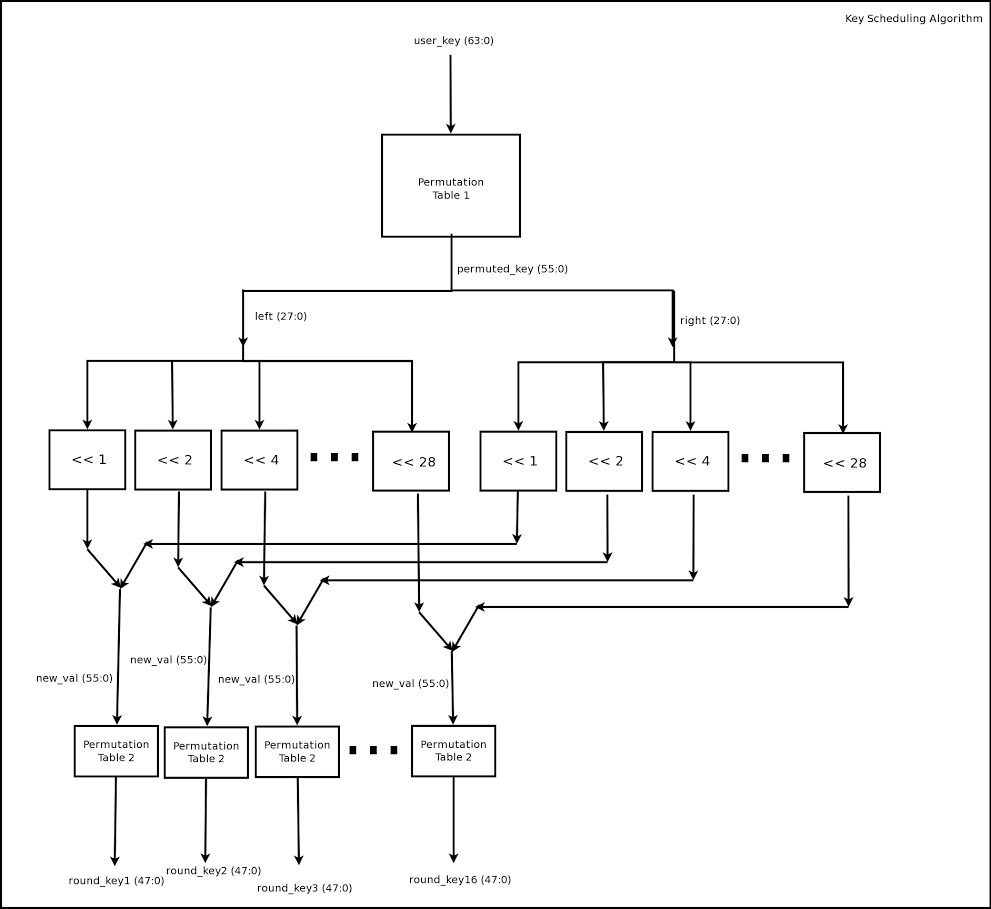 Key Scheduling Algorithm
user_key (63:0)
Permutation
Table 1
permuted_key (55:0)
left (27:0)
right (27:0)
<< 1
<< 2
<< 4
<< 28
<< 1
<< 2
<< 4
<< 28
new_val (55:0)
new_val (55:0)
new_val (55:0)
new_val (55:0)
Permutation
Table 2
Permutation
Table 2
Permutation
Table 2
Permutation
Table 2
round_key1 (47:0)
round_key2 (47:0)
round_key3 (47:0)
round_key16 (47:0)